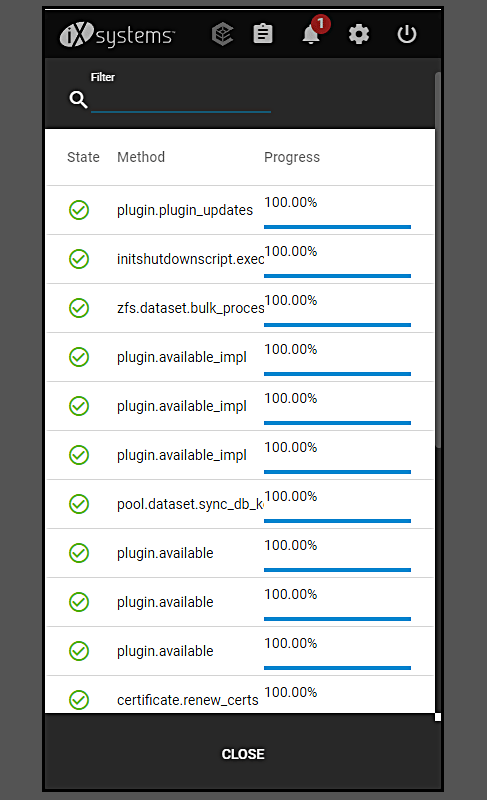 iXsystems
1
Filter
State Method Progress
plugin.plugin_updates 100.00%
initshutdownscript.exec 100.00%
zfs.dataset.bulk_proces 100.00%
plugin.available_impl 100.00%
plugin.available_impl 100.00%
plugin.available_impl 100.00%
pool.dataset.sync_db_k 100.00%
plugin.available 100.00%
plugin.available 100.00%
plugin.available 100.00%
certificate.renew_certs 100.00%
CLOSE